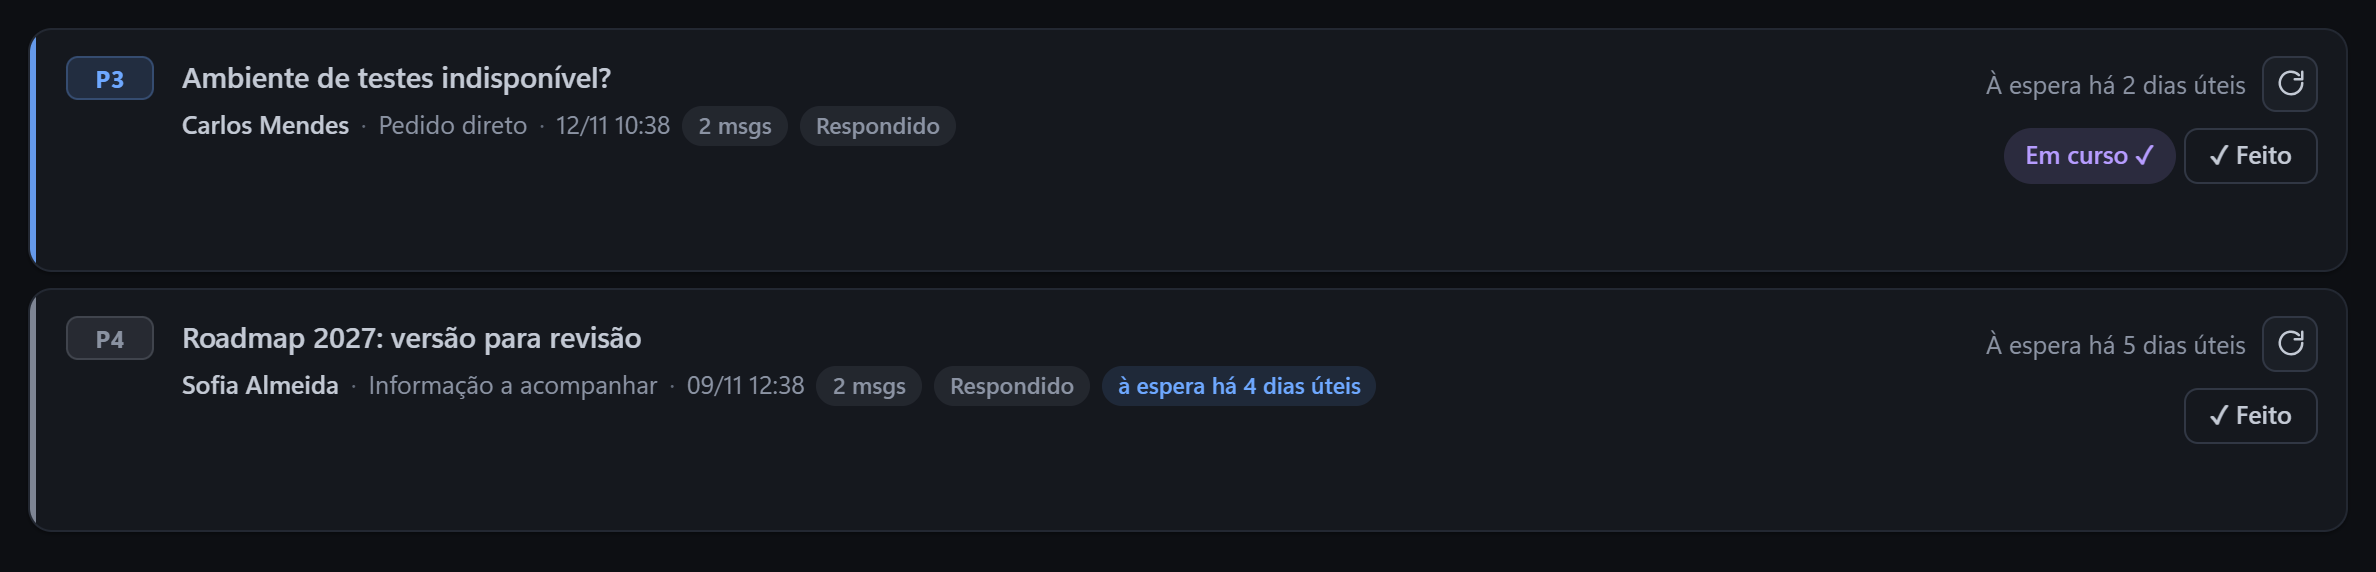 P3 Ambiente de testes indisponível? À espera há 2 dias úteis
Carlos Mendes · Pedido direto · 12/11 10:38 2 msgs Respondido
Em curso ✓ ✓ Feito
P4 Roadmap 2027: versão para revisão À espera há 5 dias úteis
Sofia Almeida · Informação a acompanhar · 09/11 12:38 2 msgs Respondido à espera há 4 dias úteis
✓ Feito